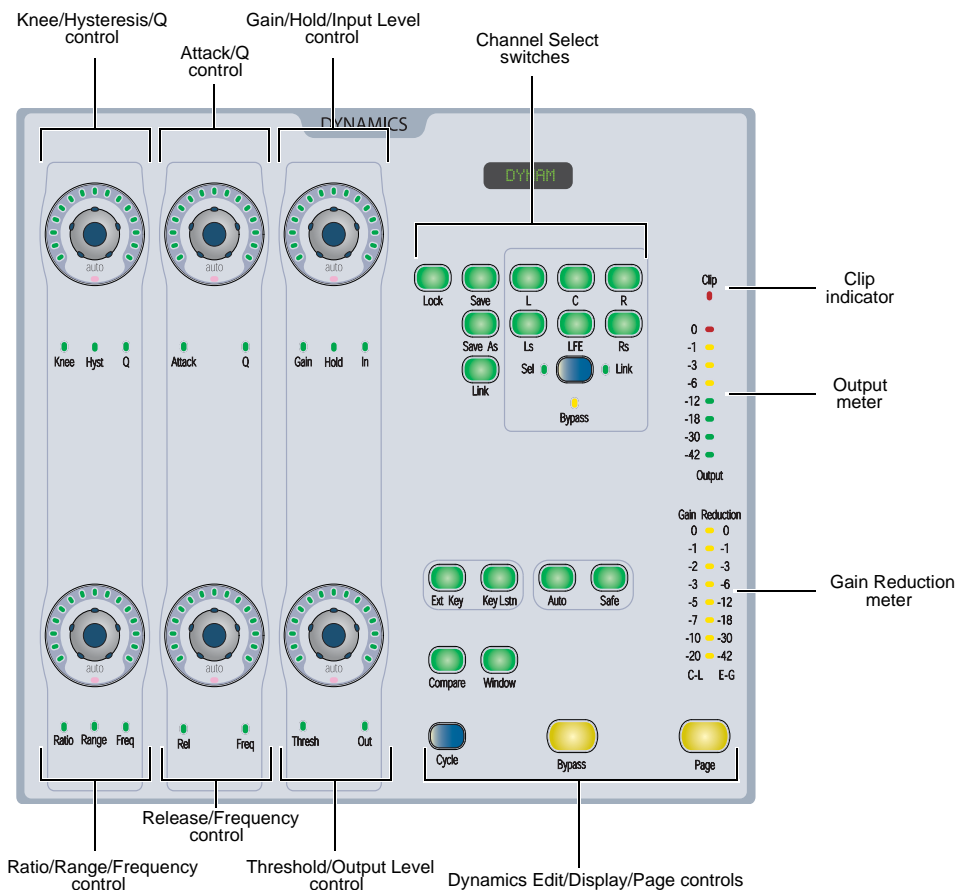 Knee/Hysteresis/Q
control
Attack/Q
control
Gain/Hold/Input Level
control
Channel Select
switches
DYNAMICS
DYNAM
auto
auto
auto
Knee Hyst Q
Attack Q
Gain Hold In
Lock Save L C R
Save As Ls LFE Rs
Link
Sel Link
Bypass
Clip
0
-1
-3
-6
-12
-18
-30
-42
Output
Clip
indicator
Output
meter
Gain Reduction
0 0
-1 -1
-2 -3
-3 -6
-5 -12
-7 -18
-10 -30
-20 -42
C-L E-G
Gain Reduction
meter
Ext Key Key Lstn Auto Safe
Compare Window
Cycle Bypass Page
auto
auto
auto
Ratio Range Freq
Rel Freq
Thresh Out
Release/Frequency
control
Ratio/Range/Frequency
control
Threshold/Output Level
control
Dynamics Edit/Display/Page controls